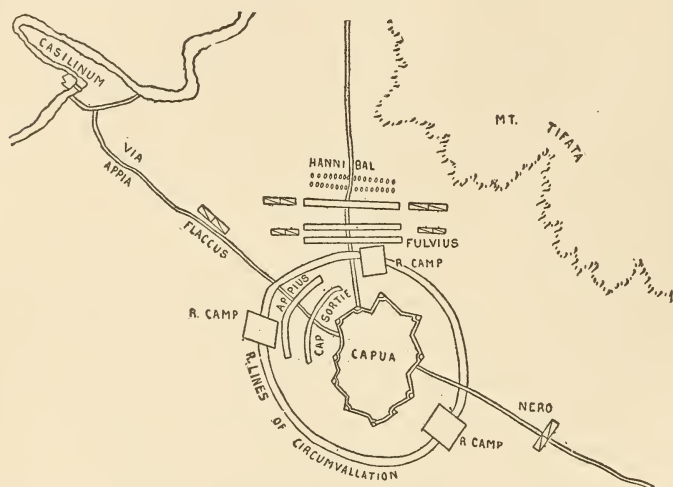 CASILINUM
MT.
TIFATA
VIA
APPIA
HANNIBAL
FLACCUS
FULVIUS
R. CAMP
APPIUS
CAP SORTIE
R. CAMP
CAPUA
R. LINES OF CIRCUMVALLATION
NERO
R CAMP